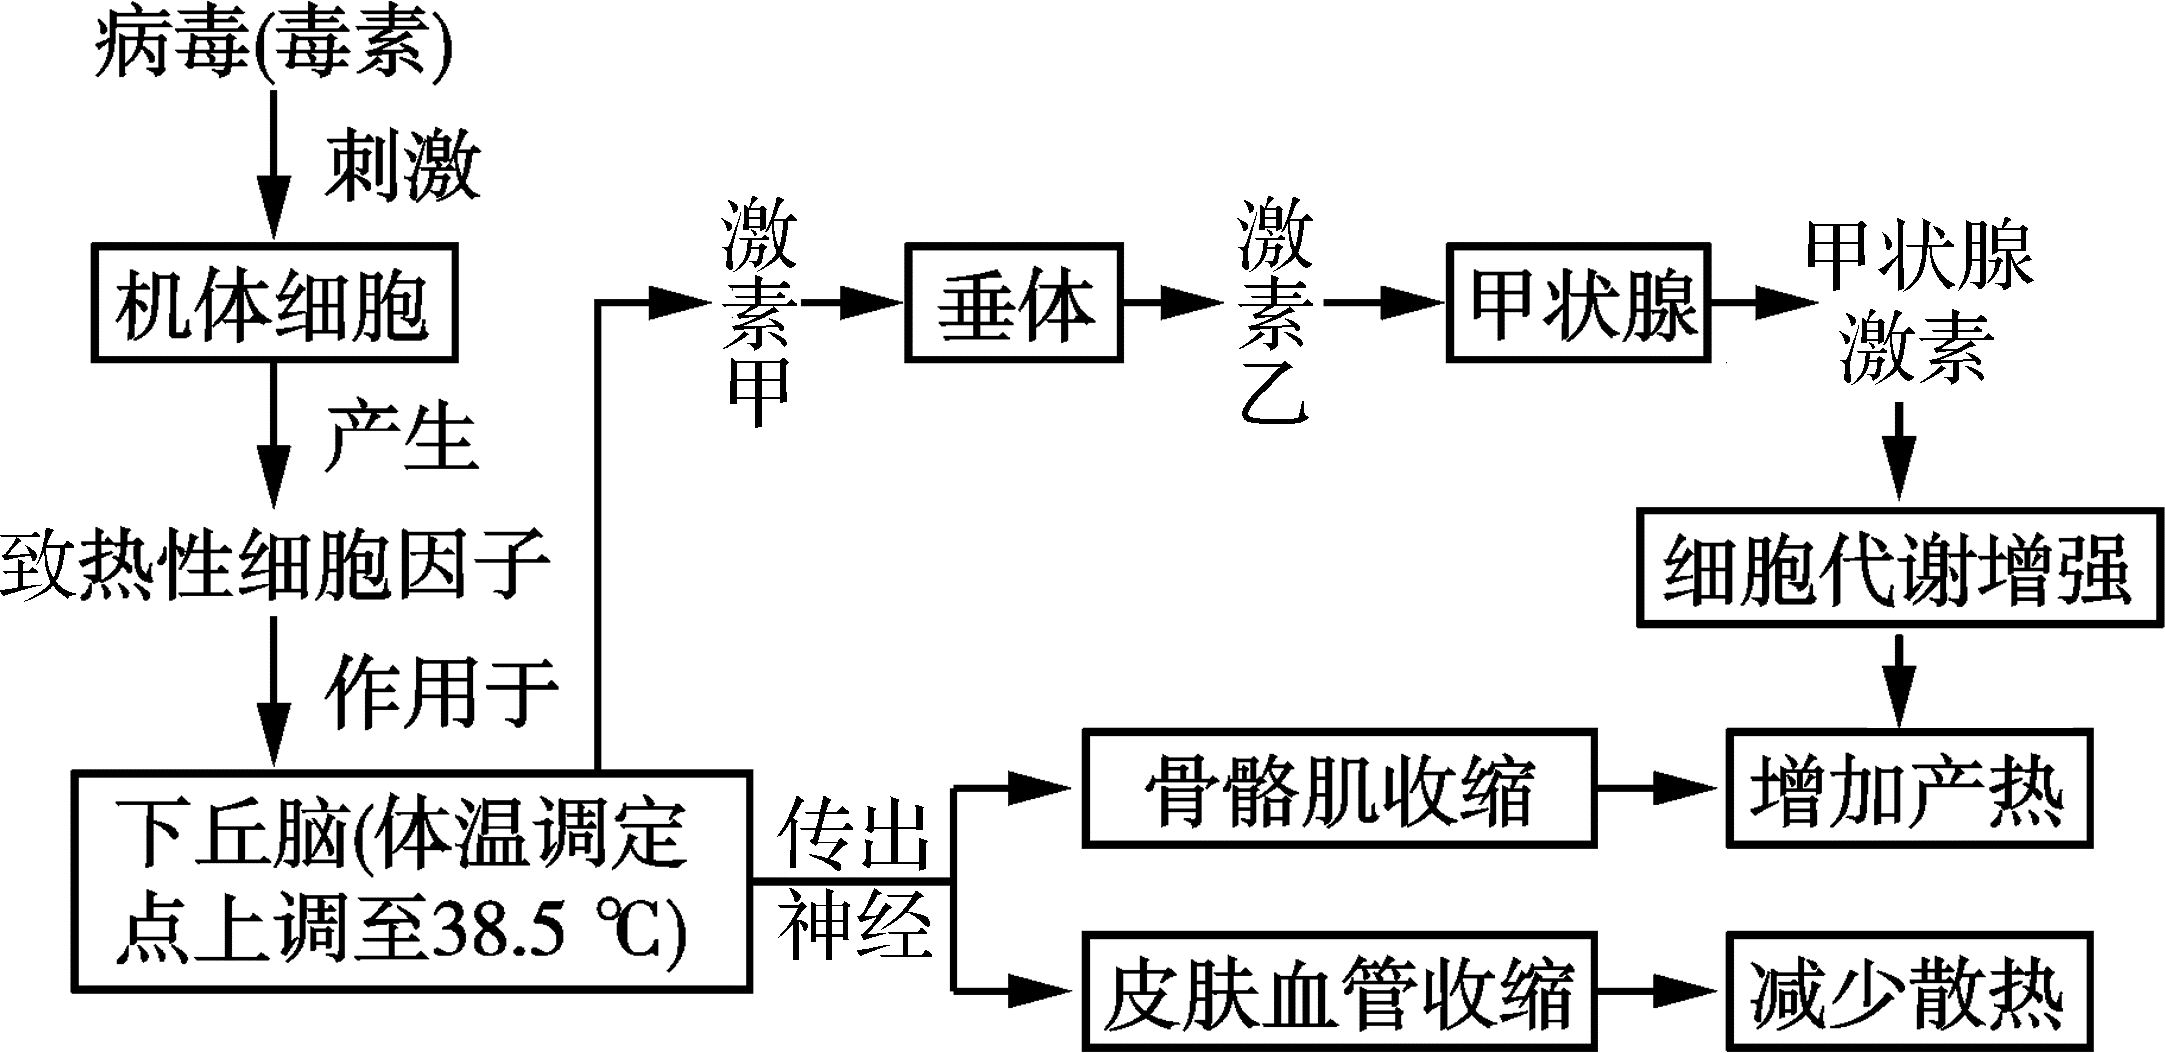 病毒(毒素)
刺激
机体细胞
产生
致热性细胞因子
作用于
下丘脑(体温调定
点上调至38.5 ℃)
激素甲
垂体
激素乙
甲状腺
甲状腺
激素
细胞代谢增强
传出
神经
骨骼肌收缩
增加产热
皮肤血管收缩
减少散热